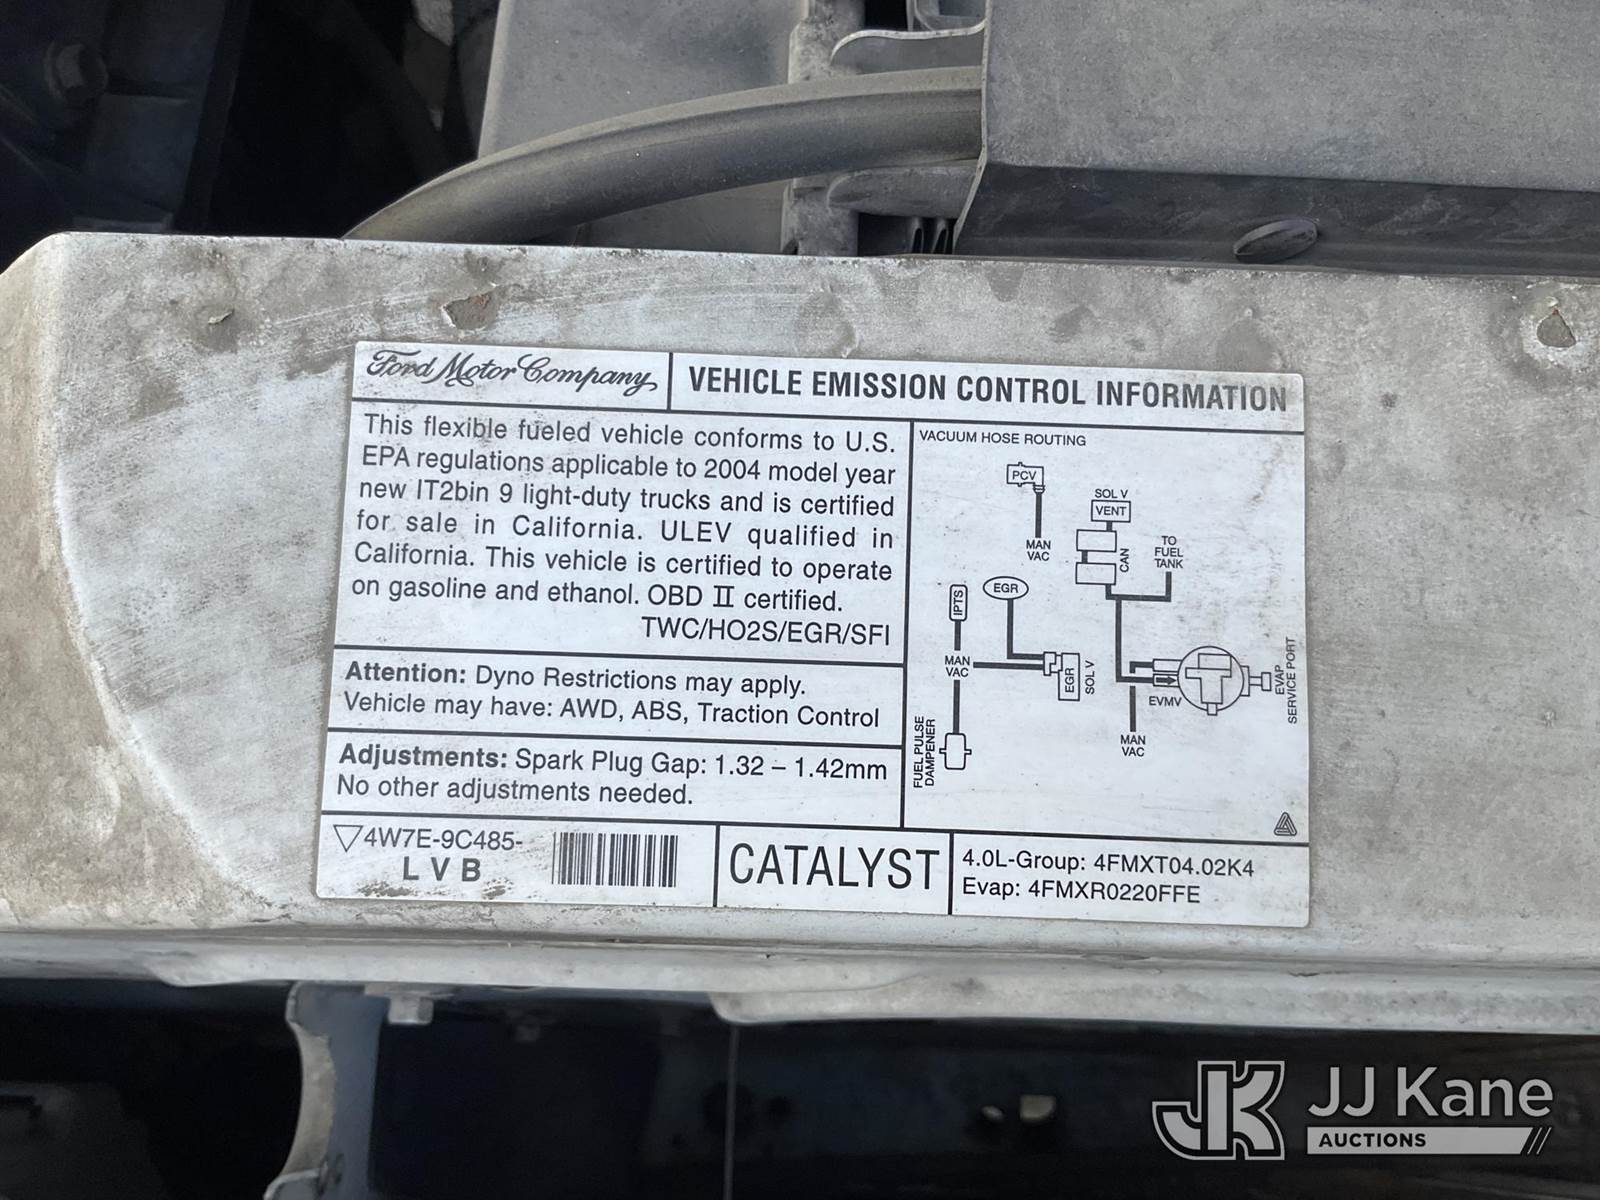 Ford Motor Company
VEHICLE EMISSION CONTROL INFORMATION
This flexible fueled vehicle conforms to U.S.
EPA regulations applicable to 2004 model year
new IT2bin 9 light-duty trucks and is certified
for sale in California. ULEV qualified in
California. This vehicle is certified to operate
on gasoline and ethanol. OBD II certified.
TWC/HO2S/EGR/SFI
Attention: Dyno Restrictions may apply.
Vehicle may have: AWD, ABS, Traction Control
Adjustments: Spark Plug Gap: 1.32 – 1.42mm
No other adjustments needed.
VACUUM HOSE ROUTING
PCV
MAN
VAC
SOL V
VENT
CAN
TO
FUEL
TANK
IPTS
EGR
MAN
VAC
EGR
SOL V
EVMV
EVAP
SERVICE PORT
MAN
VAC
FUEL PULSE
DAMPENER
4W7E-9C485-
L V B
CATALYST
4.0L-Group: 4FMXT04.02K4
Evap: 4FMXR0220FFE
JK
JJ Kane
AUCTIONS